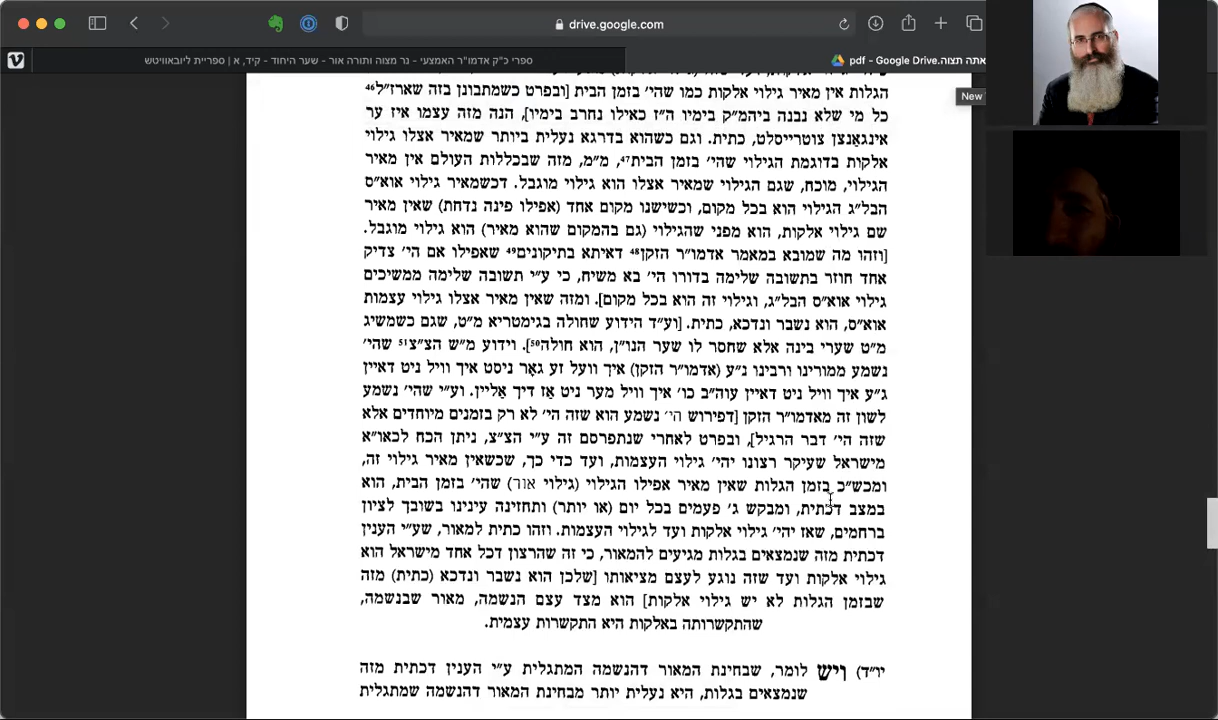 drive.google.com
ספרי כ"ק אדמו"ר האמצעי - נר מצוה ותורה אור - שער היחוד - קיד, א | ספריית ליובאוויטש
אתה תצוה.pdf - Google Drive
New
הגלות אין מאיר גילוי אלקות כמו שהי' בזמן הבית [ובפרט כשמתבונן בזה שארז"ל46
כל מי שלא נבנה ביהמ"ק בימיו ה"ז כאילו נחרב בימיו], הנה מזה עצמו איז ער
אינגאַנצן צוטרייסלט, כתית. וגם כשהוא בדרגא נעלית ביותר שמאיר אצלו גילוי
אלקות בדוגמת הגילוי שהי' בזמן הבית47, מ"מ, מזה שבכללות העולם אין מאיר
הגילוי, מוכח, שגם הגילוי שמאיר אצלו הוא גילוי מוגבל. דכשמאיר גילוי אוא"ס
הבל"ג הגילוי הוא בכל מקום, וכשישנו מקום אחד (אפילו פינה נדחת) שאין מאיר
שם גילוי אלקות, הוא מפני שהגילוי (גם בהמקום שהוא מאיר) הוא גילוי מוגבל.
[וזהו מה שמובא במאמר אדמו"ר הזקן48 דאיתא בתיקונים49 שאפילו אם הי' צדיק
אחד חוזר בתשובה שלימה בדורו הי' בא משיח, כי ע"י תשובה שלימה ממשיכים
גילוי אוא"ס הבל"ג, וגילוי זה הוא בכל מקום]. ומזה שאין מאיר אצלו גילוי עצמות
אוא"ס, הוא נשבר ונדכא, כתית. [וע"ד הידוע שחולה בגימטריא מ"ט, שגם כשמשיג
מ"ט שערי בינה אלא שחסר לו שער הנו"ן, הוא חולה50]. וידוע מ"ש הצ"צ51 שהי'
נשמע ממורינו ורבינו נ"ע (אדמו"ר הזקן) איך וועל זע גאָר ניסט איך וויל ניט דאיין
ג"ע איך וויל ניט דאיין עוה"ב כו' איך וויל מער ניט אַז דיך אַליין. וע"י שהי' נשמע
לשון זה מאדמו"ר הזקן [דפירוש הי' נשמע הוא שזה הי' לא רק בזמנים מיוחדים אלא
שזה הי' דבר הרגיל], ובפרט לאחרי שנתפרסם זה ע"י הצ"צ, ניתן הכח לכאו"א
מישראל שעיקר רצונו יהי' גילוי העצמות, ועד כדי כך, שכשאין מאיר גילוי זה,
ומכש"כ בזמן הגלות שאין מאיר אפילו הגילוי (גילוי אור) שהי' בזמן הבית, הוא
במצב דכתית, ומבקש ג' פעמים בכל יום (או יותר) ותחזינה עינינו בשובך לציון
ברחמים, שאז יהי' גילוי אלקות ועד לגילוי העצמות. וזהו כתית למאור, שע"י הענין
דכתית מזה שנמצאים בגלות מגיעים להמאור, כי זה שהרצון דכל אחד מישראל הוא
גילוי אלקות ועד שזה נוגע לעצם מציאותו [שלכן הוא נשבר ונדכא (כתית) מזה
שבזמן הגלות לא יש גילוי אלקות] הוא מצד עצם הנשמה, מאור שבנשמה,
שהתקשרותה באלקות היא התקשרות עצמית.
יו"ד) ויש לומר, שבחינת המאור דהנשמה המתגלית ע"י הענין דכתית מזה
שנמצאים בגלות, היא נעלית יותר מבחינת המאור דהנשמה שמתגלית